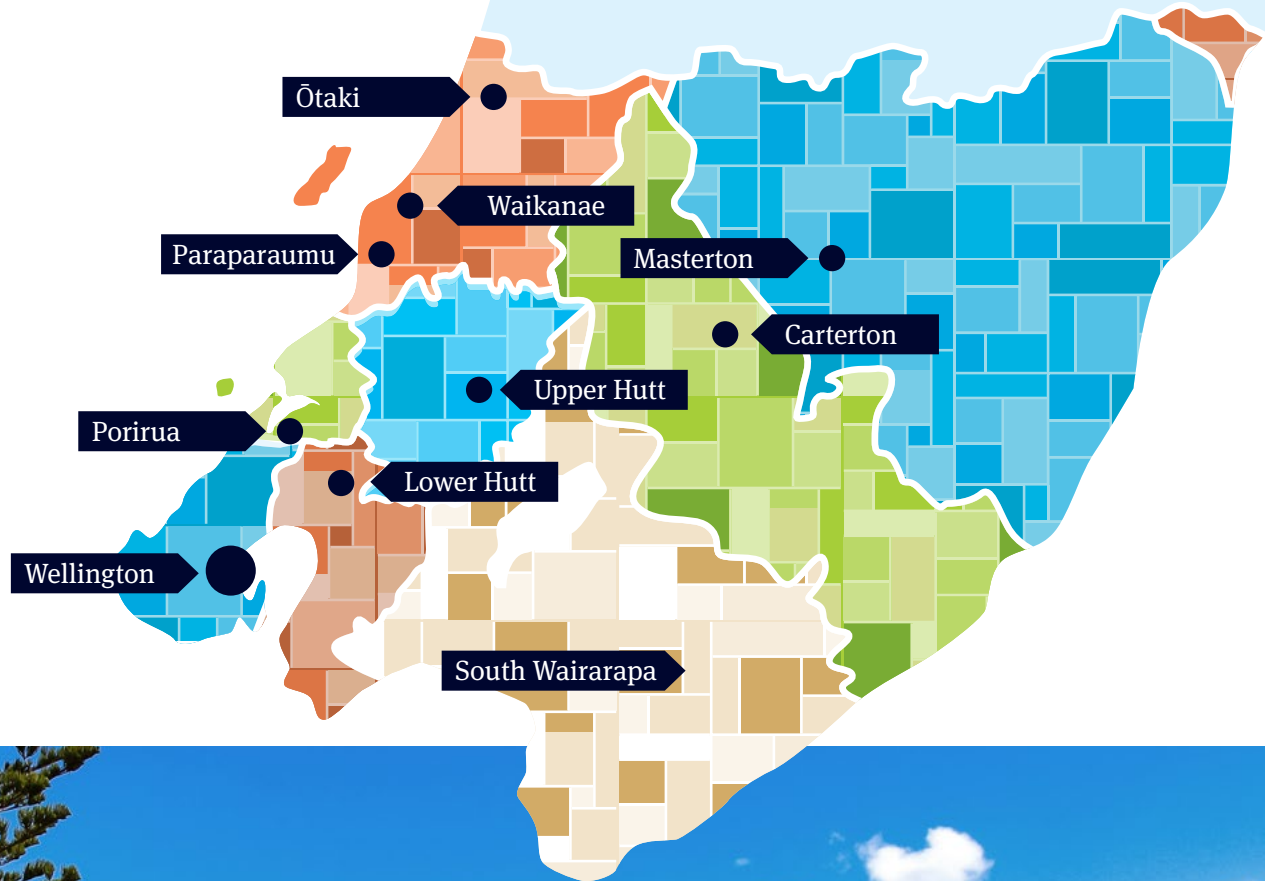 Ōtaki
Waikanae
Paraparaumu
Masterton
Carterton
Upper Hutt
Porirua
Lower Hutt
Wellington
South Wairarapa